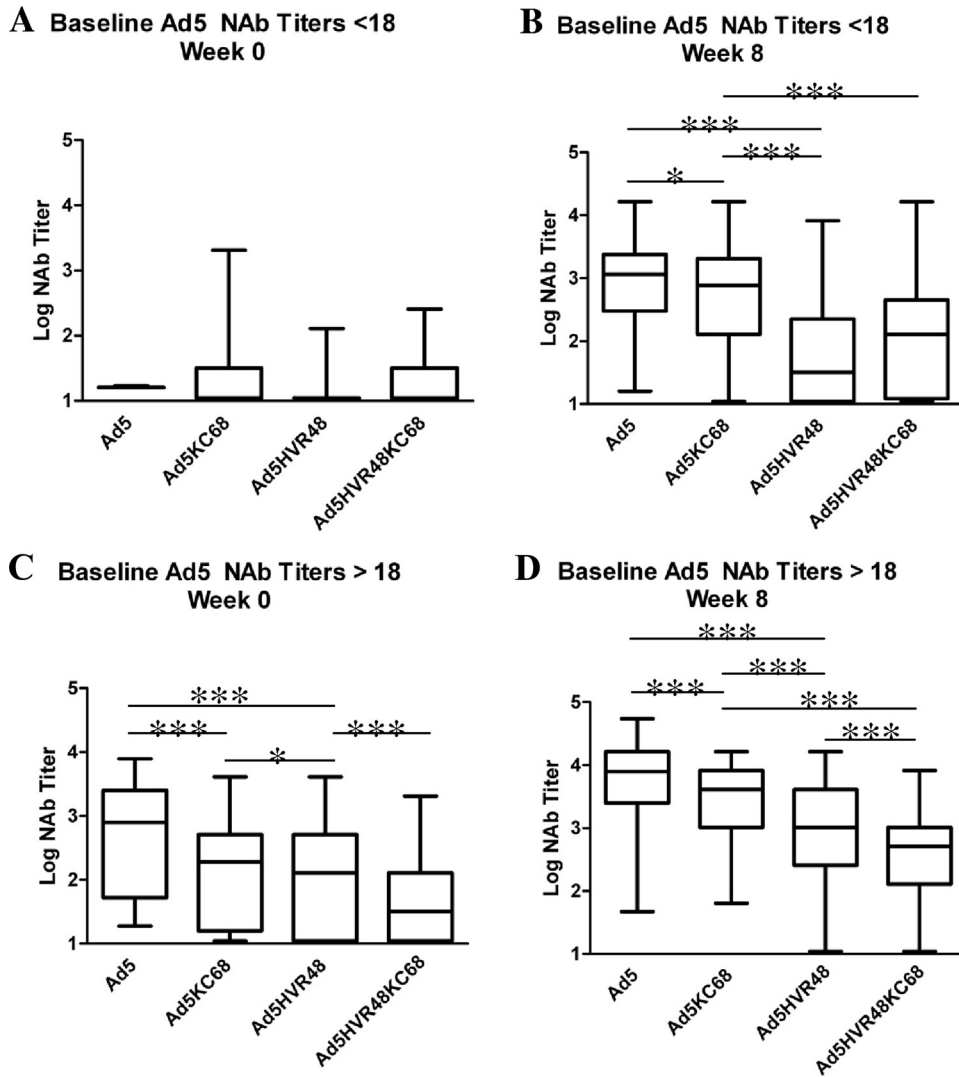 A Baseline Ad5 NAb Titers <18
Week 0
Log NAb Titer
5
4
3
2
1
Ad5
Ad5KC68
Ad5HVR48
Ad5HVR48KC68
B Baseline Ad5 NAb Titers <18
Week 8
***
***
***
*
Log NAb Titer
5
4
3
2
1
Ad5
Ad5KC68
Ad5HVR48
Ad5HVR48KC68
C Baseline Ad5 NAb Titers > 18
Week 0
***
*** ***
*
Log NAb Titer
5
4
3
2
1
Ad5
Ad5KC68
Ad5HVR48
Ad5HVR48KC68
D Baseline Ad5 NAb Titers > 18
Week 8
***
***
***
***
***
Log NAb Titer
5
4
3
2
1
Ad5
Ad5KC68
Ad5HVR48
Ad5HVR48KC68